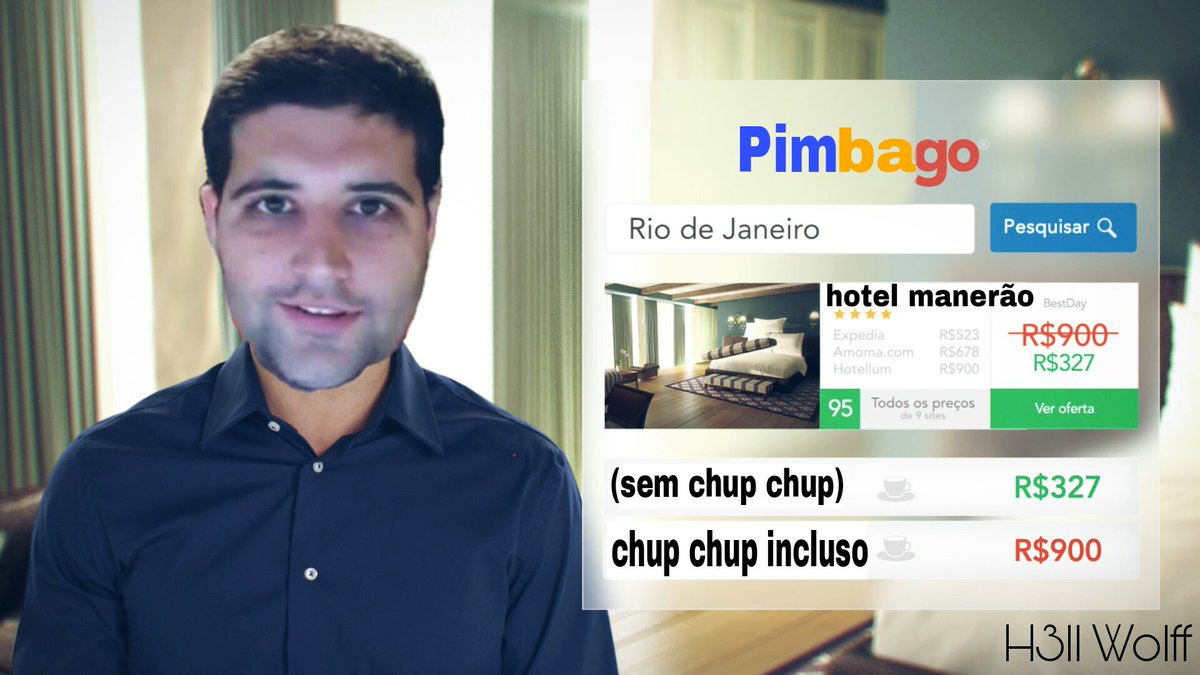 Pimbago®
Rio de Janeiro
Pesquisar
hotel manerão
BestDay
Expedia R$523
Amoma.com R$678
Hotellum R$900
R$900
R$327
95
Todos os preços
de 9 sites
Ver oferta
(sem chup chup) R$327
chup chup incluso R$900
H3ll Wolff